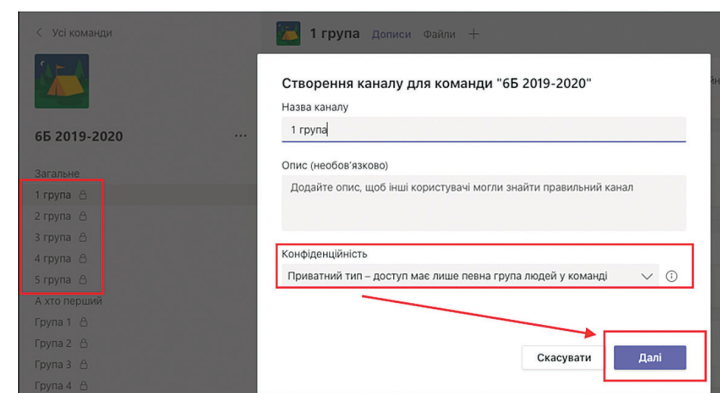 Усі команди
1 група Дописи Файли
6Б 2019-2020
Загальне
1 група
2 група
3 група
4 група
5 група
А хто перший
Група 1
Група 2
Група 3
Група 4
Створення каналу для команди "6Б 2019-2020"
Назва каналу
1 група
Опис (необов'язково)
Додайте опис, щоб інші користувачі могли знайти правильний канал
Конфіденційність
Приватний тип – доступ має лише певна група людей у команді
Скасувати Далі